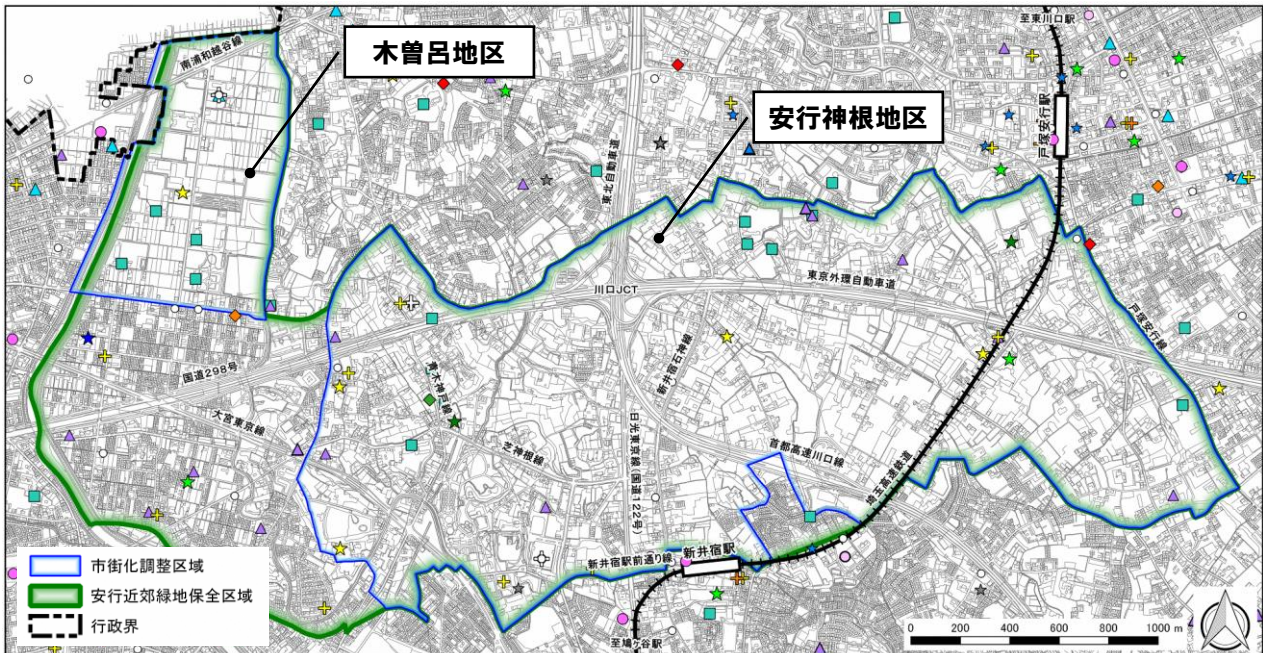 至東川口駅
南浦和越谷線
木曽呂地区
安行神根地区
東北自動車道
戸塚安行駅
東京外環自動車道
川口JCT
戸塚安行線
国道298号
新井宿石神線
青木神戸線
大宮東京線
芝神根線
日光東京線(国道122号)
首都高速川口線
埼玉高速鉄道
新井宿駅前通り線
新井宿駅
至鳩ヶ谷駅
市街化調整区域
安行近郊緑地保全区域
行政界
0 200 400 600 800 1000 m